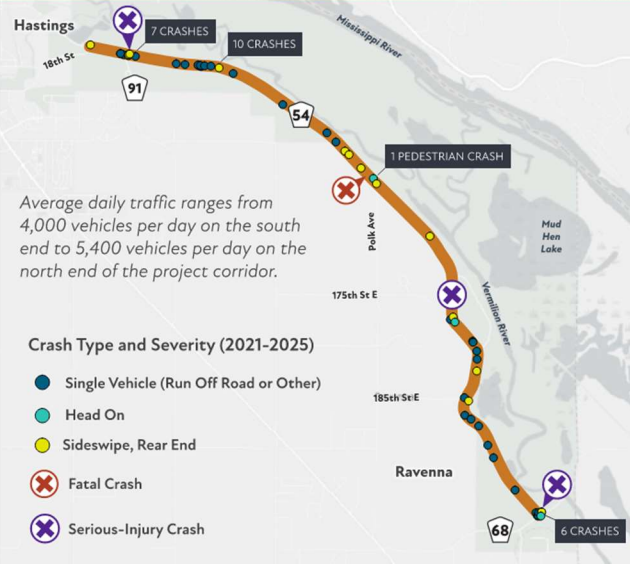 Hastings
7 CRASHES
10 CRASHES
18th St
91
Mississippi River
54
1 PEDESTRIAN CRASH
Average daily traffic ranges from
4,000 vehicles per day on the south
end to 5,400 vehicles per day on the
north end of the project corridor.
Polk Ave
Mud
Hen
Lake
175th St E
Vermilion River
Crash Type and Severity (2021-2025)
Single Vehicle (Run Off Road or Other)
Head On
Sideswipe, Rear End
Fatal Crash
Serious-Injury Crash
185th St E
Ravenna
68
6 CRASHES